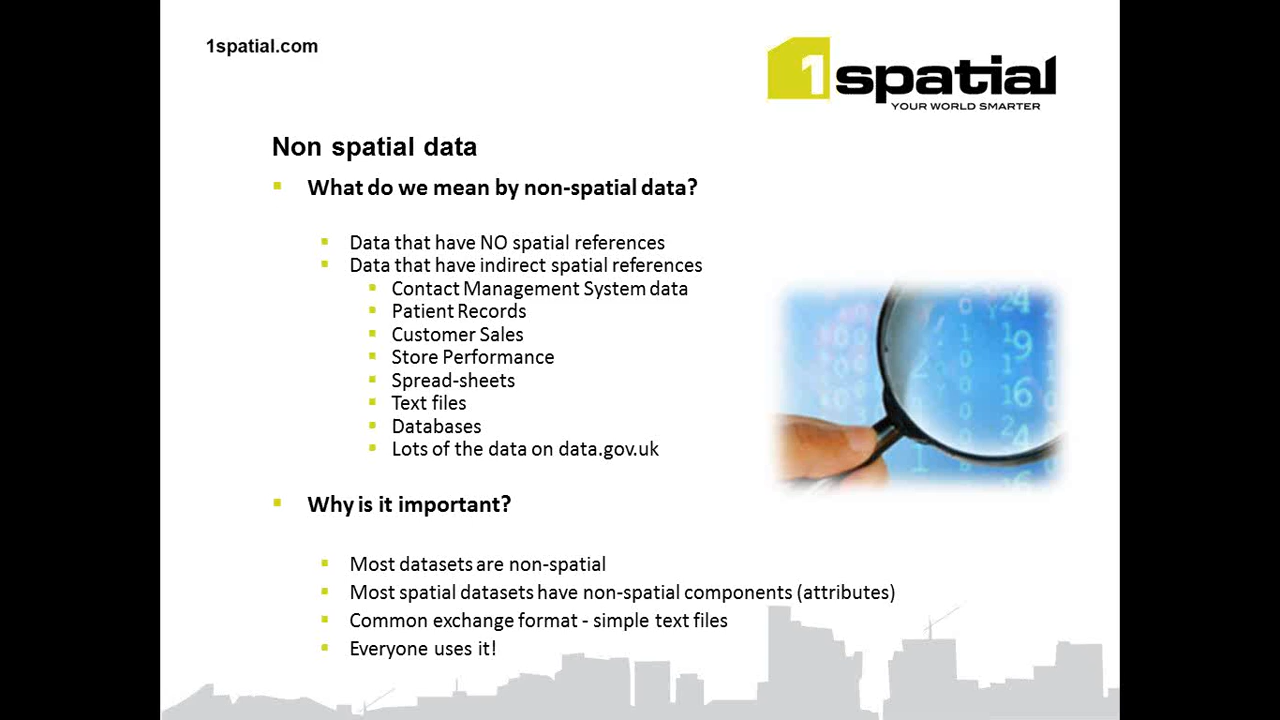 1spatial.com
1spatial
YOUR WORLD SMARTER
Non spatial data
What do we mean by non-spatial data?
Data that have NO spatial references
Data that have indirect spatial references
Contact Management System data
Patient Records
Customer Sales
Store Performance
Spread-sheets
Text files
Databases
Lots of the data on data.gov.uk
Why is it important?
Most datasets are non-spatial
Most spatial datasets have non-spatial components (attributes)
Common exchange format - simple text files
Everyone uses it!